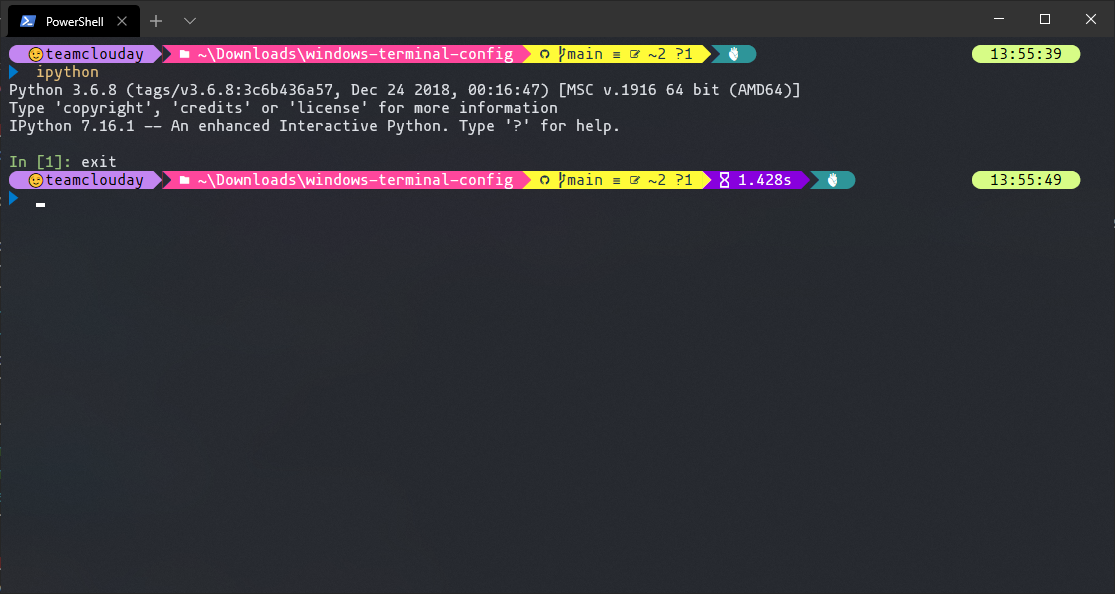 PowerShell
teamclouday ~\Downloads\windows-terminal-config main ≡ ~2 ?1 13:55:39
ipython
Python 3.6.8 (tags/v3.6.8:3c6b436a57, Dec 24 2018, 00:16:47) [MSC v.1916 64 bit (AMD64)]
Type 'copyright', 'credits' or 'license' for more information
IPython 7.16.1 -- An enhanced Interactive Python. Type '?' for help.
In [1]: exit
teamclouday ~\Downloads\windows-terminal-config main ≡ ~2 ?1 1.428s 13:55:49